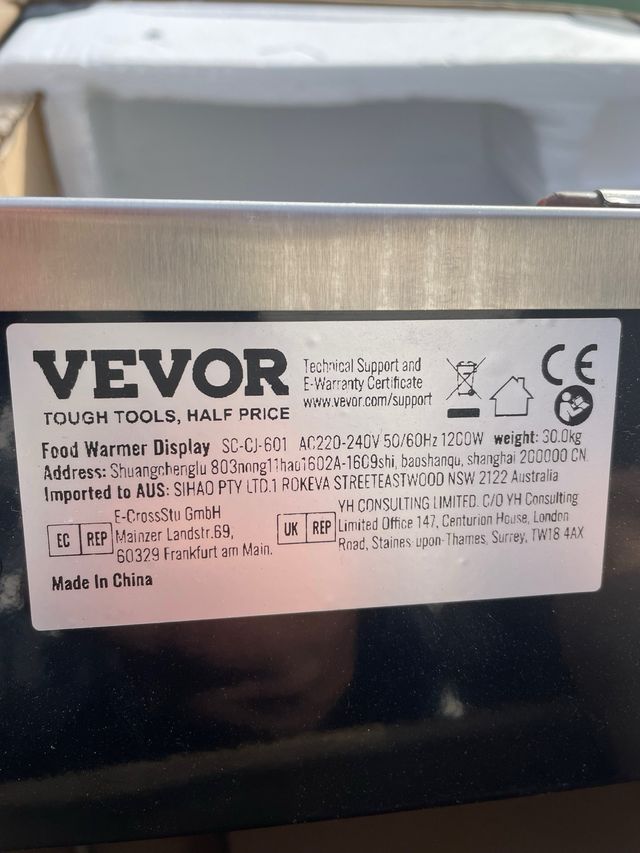 VEVOR
TOUGH TOOLS, HALF PRICE
Technical Support and
E-Warranty Certificate
www.vevor.com/support
CE
Food Warmer Display SC-CJ-601 AC220-240V 50/60Hz 1200W weight: 30.0kg
Address: Shuangchenglu 803nong11hao1602A-1609shi, baoshanqu, shanghai 200000 CN.
Imported to AUS: SIHAO PTY LTD.1 ROKEVA STREETEASTWOOD NSW 2122 Australia
EC REP
E-CrossStu GmbH
Mainzer Landstr.69,
60329 Frankfurt am Main.
UK REP
YH CONSULTING LIMITED. C/O YH Consulting
Limited Office 147, Centurion House, London
Road, Staines-upon-Thames, Surrey, TW18 4AX
Made In China